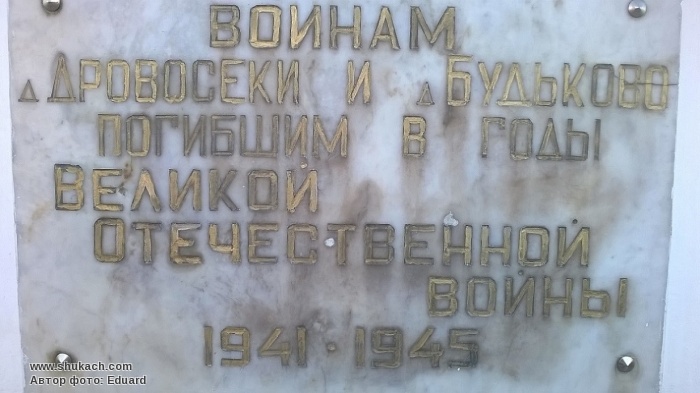 ВОИНАМ
д ДРОВОСЕКИ И д БУДЬКОВО
ПОГИБШИМ В ГОДЫ
ВЕЛИКОЙ
ОТЕЧЕСТВЕННОЙ
ВОЙНЫ
1941·1945
www.shukach.com
Автор фото: Eduard